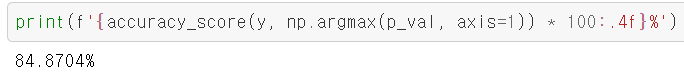 print(f'{accuracy_score(y, np.argmax(p_val, axis=1)) * 100:.4f}%')
84.8704%